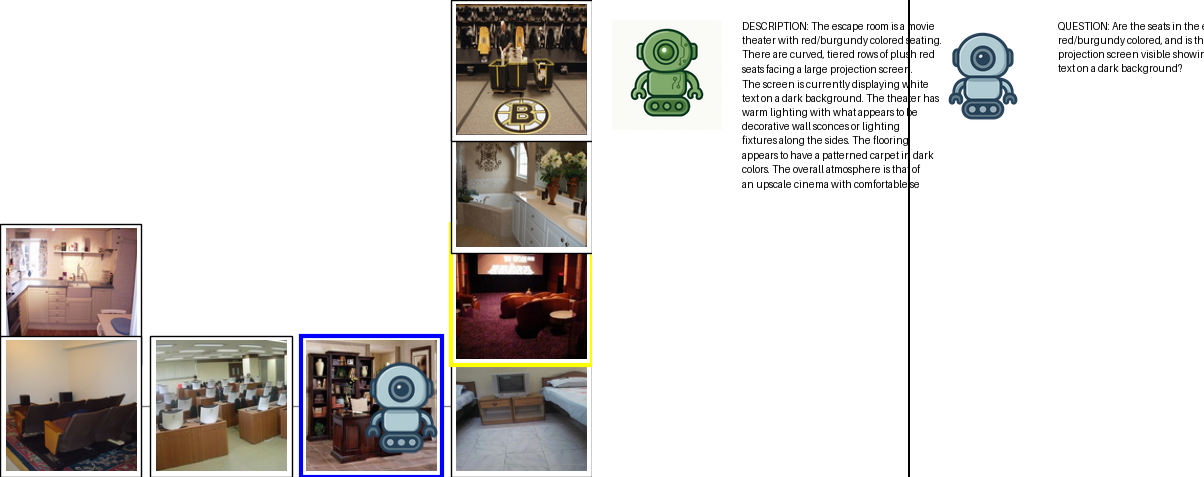 DESCRIPTION: The escape room is a movie
theater with red/burgundy colored seating.
There are curved, tiered rows of plush red
seats facing a large projection screen.
The screen is currently displaying white
text on a dark background. The theater has
warm lighting with what appears to be
decorative wall sconces or lighting
fixtures along the sides. The flooring
appears to have a patterned carpet in dark
colors. The overall atmosphere is that of
an upscale cinema with comfortable se
QUESTION: Are the seats in the e
red/burgundy colored, and is th
projection screen visible showin
text on a dark background?
B